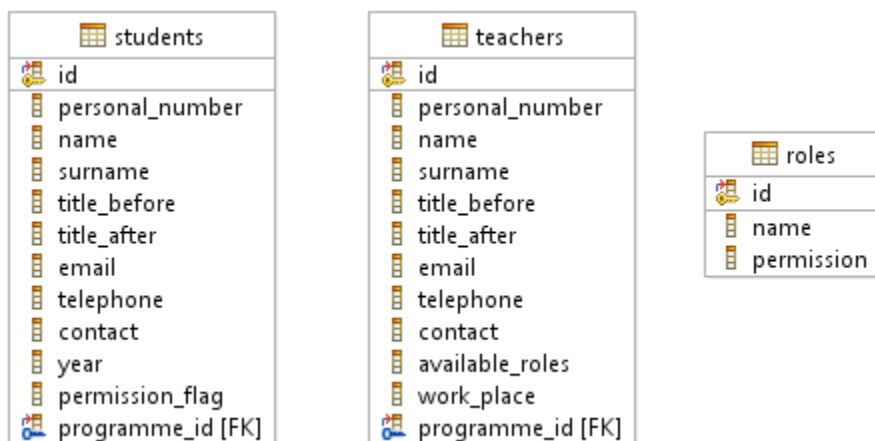 students
id
personal_number
name
surname
title_before
title_after
email
telephone
contact
year
permission_flag
programme_id [FK]
teachers
id
personal_number
name
surname
title_before
title_after
email
telephone
contact
available_roles
work_place
programme_id [FK]
roles
id
name
permission